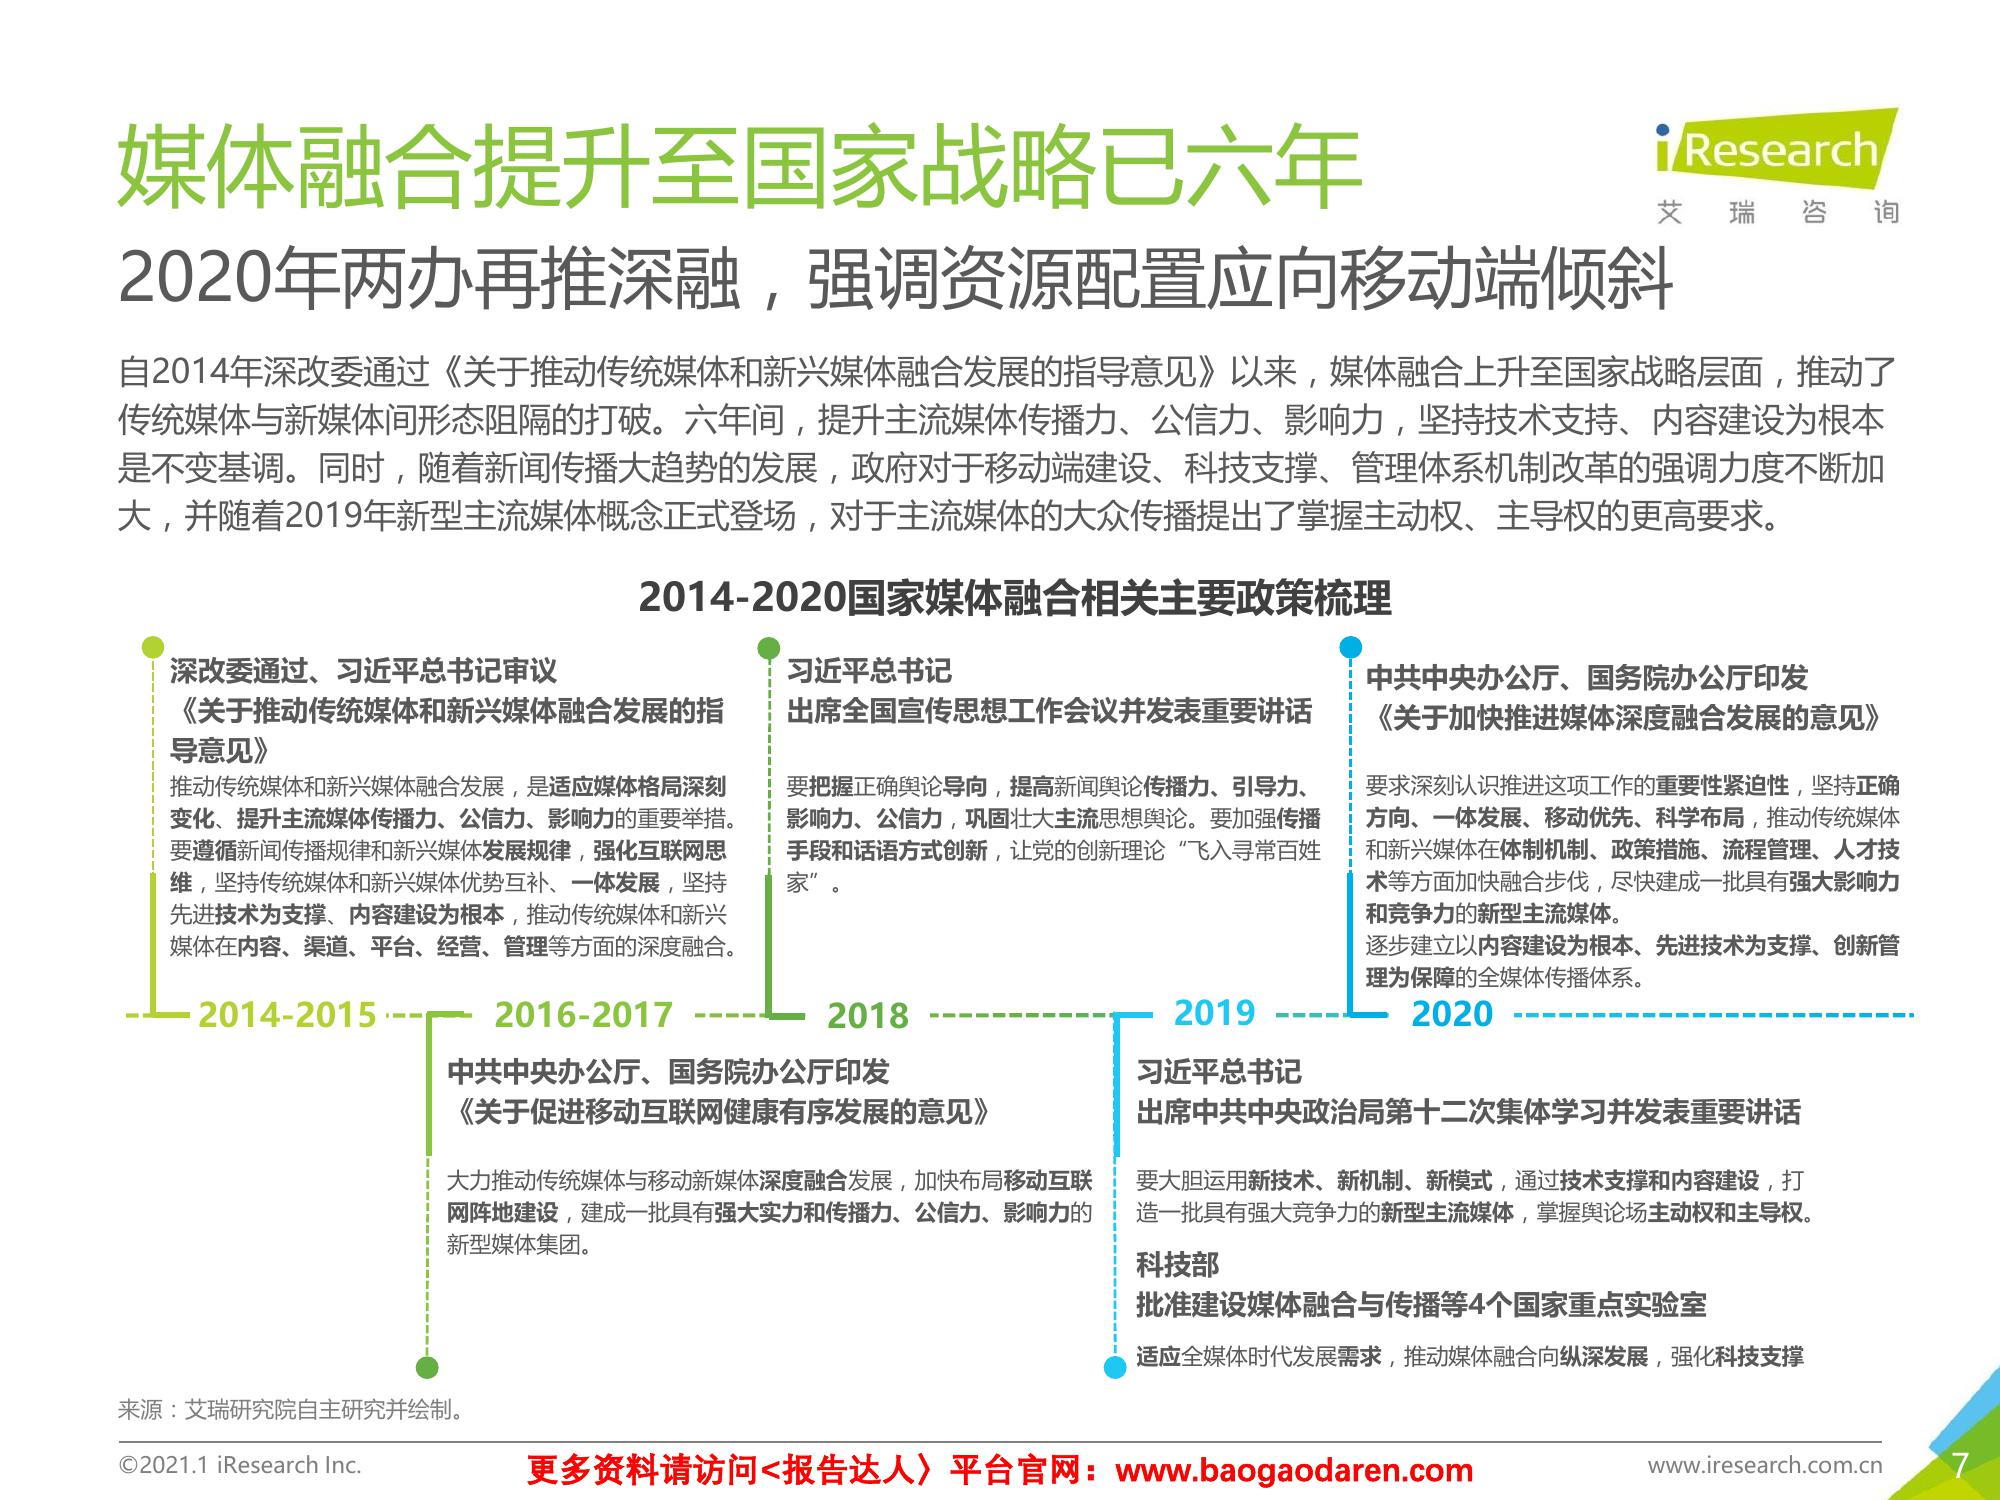 媒体融合提升至国家战略已六年
iResearch
艾瑞咨询
2020年两办再推深融，强调资源配置应向移动端倾斜
自2014年深改委通过《关于推动传统媒体和新兴媒体融合发展的指导意见》以来，媒体融合上升至国家战略层面，推动了
传统媒体与新媒体间形态阻隔的打破。六年间，提升主流媒体传播力、公信力、影响力，坚持技术支持、内容建设为根本
是不变基调。同时，随着新闻传播大趋势的发展，政府对于移动端建设、科技支撑、管理体系机制改革的强调力度不断加
大，并随着2019年新型主流媒体概念正式登场，对于主流媒体的大众传播提出了掌握主动权、主导权的更高要求。
2014-2020国家媒体融合相关主要政策梳理
深改委通过、习近平总书记审议
《关于推动传统媒体和新兴媒体融合发展的指
导意见》
推动传统媒体和新兴媒体融合发展，是适应媒体格局深刻
变化、提升主流媒体传播力、公信力、影响力的重要举措。
要遵循新闻传播规律和新兴媒体发展规律，强化互联网思
维，坚持传统媒体和新兴媒体优势互补、一体发展，坚持
先进技术为支撑、内容建设为根本，推动传统媒体和新兴
媒体在内容、渠道、平台、经营、管理等方面的深度融合。
习近平总书记
出席全国宣传思想工作会议并发表重要讲话
要把握正确舆论导向，提高新闻舆论传播力、引导力、
影响力、公信力，巩固壮大主流思想舆论。要加强传播
手段和话语方式创新，让党的创新理论“飞入寻常百姓
家”。
中共中央办公厅、国务院办公厅印发
《关于加快推进媒体深度融合发展的意见》
要求深刻认识推进这项工作的重要性紧迫性，坚持正确
方向、一体发展、移动优先、科学布局，推动传统媒体
和新兴媒体在体制机制、政策措施、流程管理、人才技
术等方面加快融合步伐，尽快建成一批具有强大影响力
和竞争力的新型主流媒体。
逐步建立以内容建设为根本、先进技术为支撑、创新管
理为保障的全媒体传播体系。
2014-2015
2016-2017
2018
2019
2020
中共中央办公厅、国务院办公厅印发
《关于促进移动互联网健康有序发展的意见》
大力推动传统媒体与移动新媒体深度融合发展，加快布局移动互联
网阵地建设，建成一批具有强大实力和传播力、公信力、影响力的
新型媒体集团。
习近平总书记
出席中共中央政治局第十二次集体学习并发表重要讲话
要大胆运用新技术、新机制、新模式，通过技术支撑和内容建设，打
造一批具有强大竞争力的新型主流媒体，掌握舆论场主动权和主导权。
科技部
批准建设媒体融合与传播等4个国家重点实验室
适应全媒体时代发展需求，推动媒体融合向纵深发展，强化科技支撑
来源：艾瑞研究院自主研究并绘制。
©2021.1 iResearch Inc.
更多资料请访问<报告达人〉平台官网：www.baogaodaren.com
www.iresearch.com.cn
7